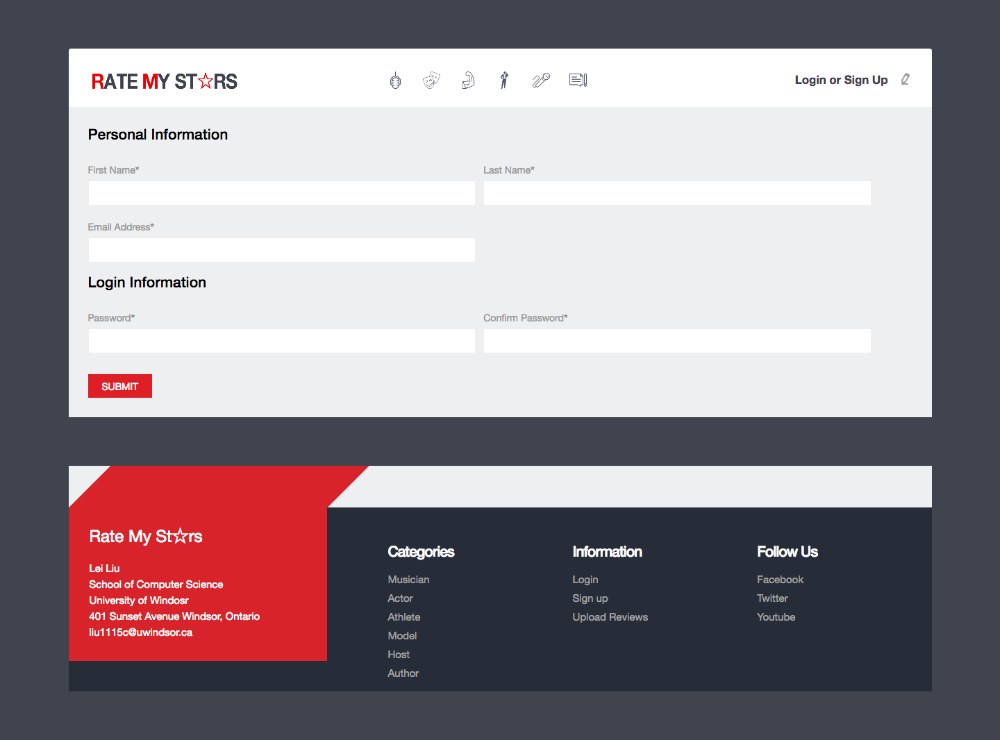 RATE MY ST☆RS
Login or Sign Up
Personal Information
First Name* Last Name*
Email Address*
Login Information
Password* Confirm Password*
SUBMIT
Rate My St☆rs
Lei Liu
School of Computer Science
University of Windosr
401 Sunset Avenue Windsor, Ontario
liu1115c@uwindsor.ca
Categories
Musician
Actor
Athlete
Model
Host
Author
Information
Login
Sign up
Upload Reviews
Follow Us
Facebook
Twitter
Youtube